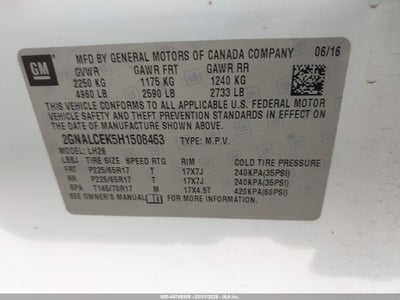 GM
MFD BY GENERAL MOTORS OF CANADA COMPANY 06/16
GVWR GAWR FRT GAWR RR
2250 KG 1175 KG 1240 KG
4960 LB 2590 LB 2733 LB
THIS VEHICLE CONFORMS TO ALL APPLICABLE U.S. FEDERAL MOTOR
VEHICLE SAFETY, BUMPER, AND THEFT PREVENTION STANDARDS IN
EFFECT ON THE DATE OF MANUFACTURE SHOWN ABOVE.
2GNALCEK5H1508463 TYPE: M.P.V.
MODEL: LH26
LBBJ TIRE SIZE SPEED RTG RIM COLD TIRE PRESSURE
FRT P225/65R17 T 17X7J 240KPA(35PSI)
RR P225/65R17 T 17X7J 240KPA(35PSI)
SPA T145/70R17 M 17X4.5T 420KPA(60PSI)
SEE OWNER'S MANUAL FOR ADDITIONAL INFORMATION.